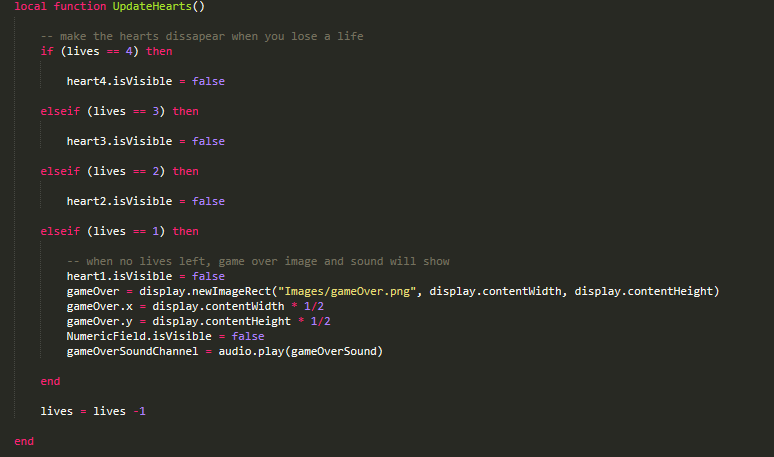 local function UpdateHearts()
-- make the hearts dissapear when you lose a life
if (lives == 4) then
heart4.isVisible = false
elseif (lives == 3) then
heart3.isVisible = false
elseif (lives == 2) then
heart2.isVisible = false
elseif (lives == 1) then
-- when no lives left, game over image and sound will show
heart1.isVisible = false
gameOver = display.newImageRect("Images/gameOver.png", display.contentWidth, display.contentHeight)
gameOver.x = display.contentWidth * 1/2
gameOver.y = display.contentHeight * 1/2
NumericField.isVisible = false
gameOverSoundChannel = audio.play(gameOverSound)
end
lives = lives -1
end